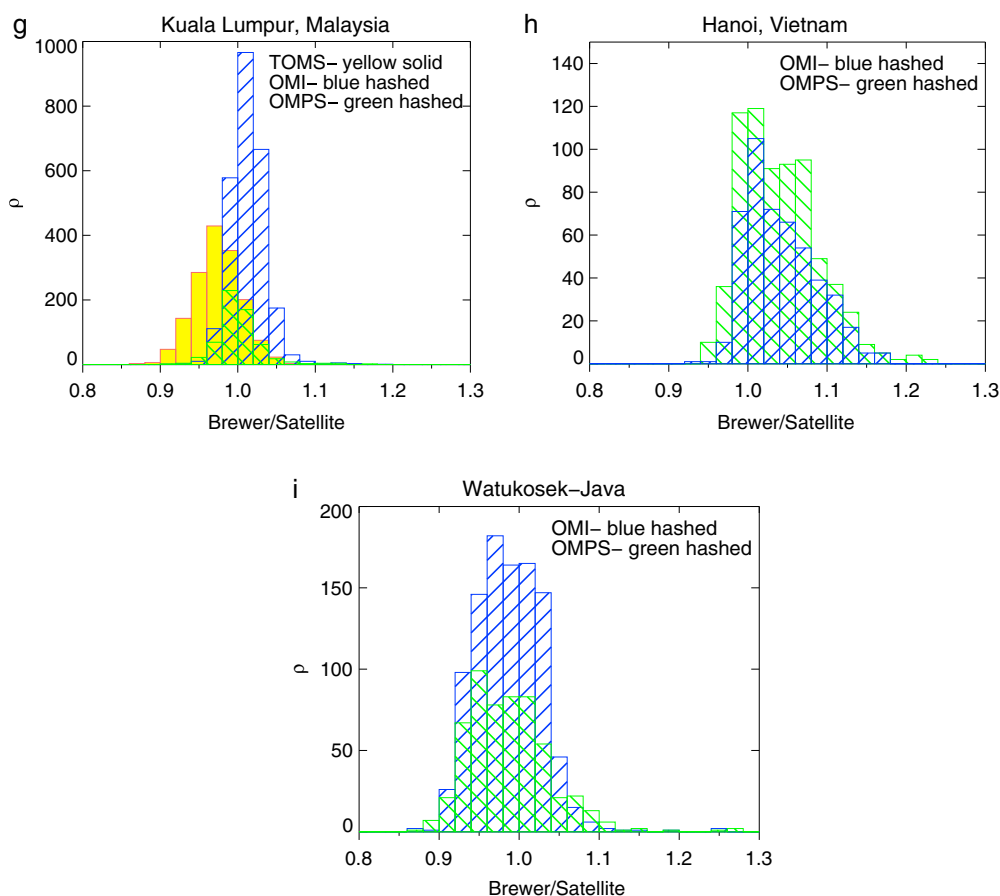 g
Kuala Lumpur, Malaysia
TOMS− yellow solid
OMI− blue hashed
OMPS− green hashed
1000
800
600
400
200
0
ρ
0.8 0.9 1.0 1.1 1.2 1.3
Brewer/Satellite
h
Hanoi, Vietnam
OMI− blue hashed
OMPS− green hashed
140
120
100
80
60
40
20
0
ρ
0.8 0.9 1.0 1.1 1.2 1.3
Brewer/Satellite
i
Watukosek−Java
OMI− blue hashed
OMPS− green hashed
200
150
100
50
0
ρ
0.8 0.9 1.0 1.1 1.2 1.3
Brewer/Satellite